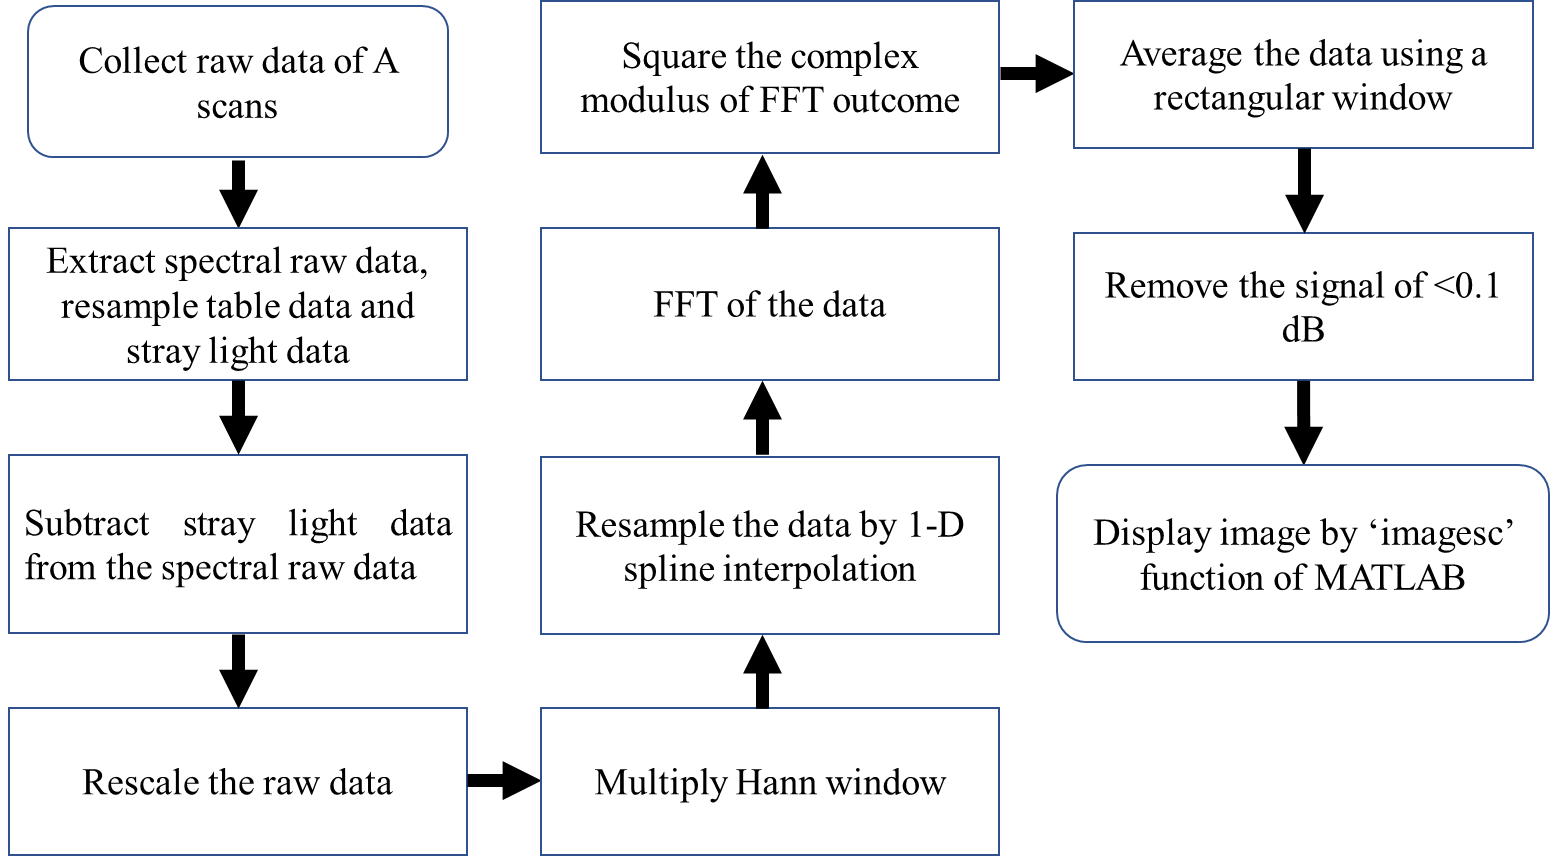 Collect raw data of A
scans
Extract spectral raw data,
resample table data and
stray light data
Subtract stray light data
from the spectral raw data
Rescale the raw data
Multiply Hann window
Resample the data by 1-D
spline interpolation
FFT of the data
Square the complex
modulus of FFT outcome
Average the data using a
rectangular window
Remove the signal of <0.1
dB
Display image by ‘imagesc’
function of MATLAB